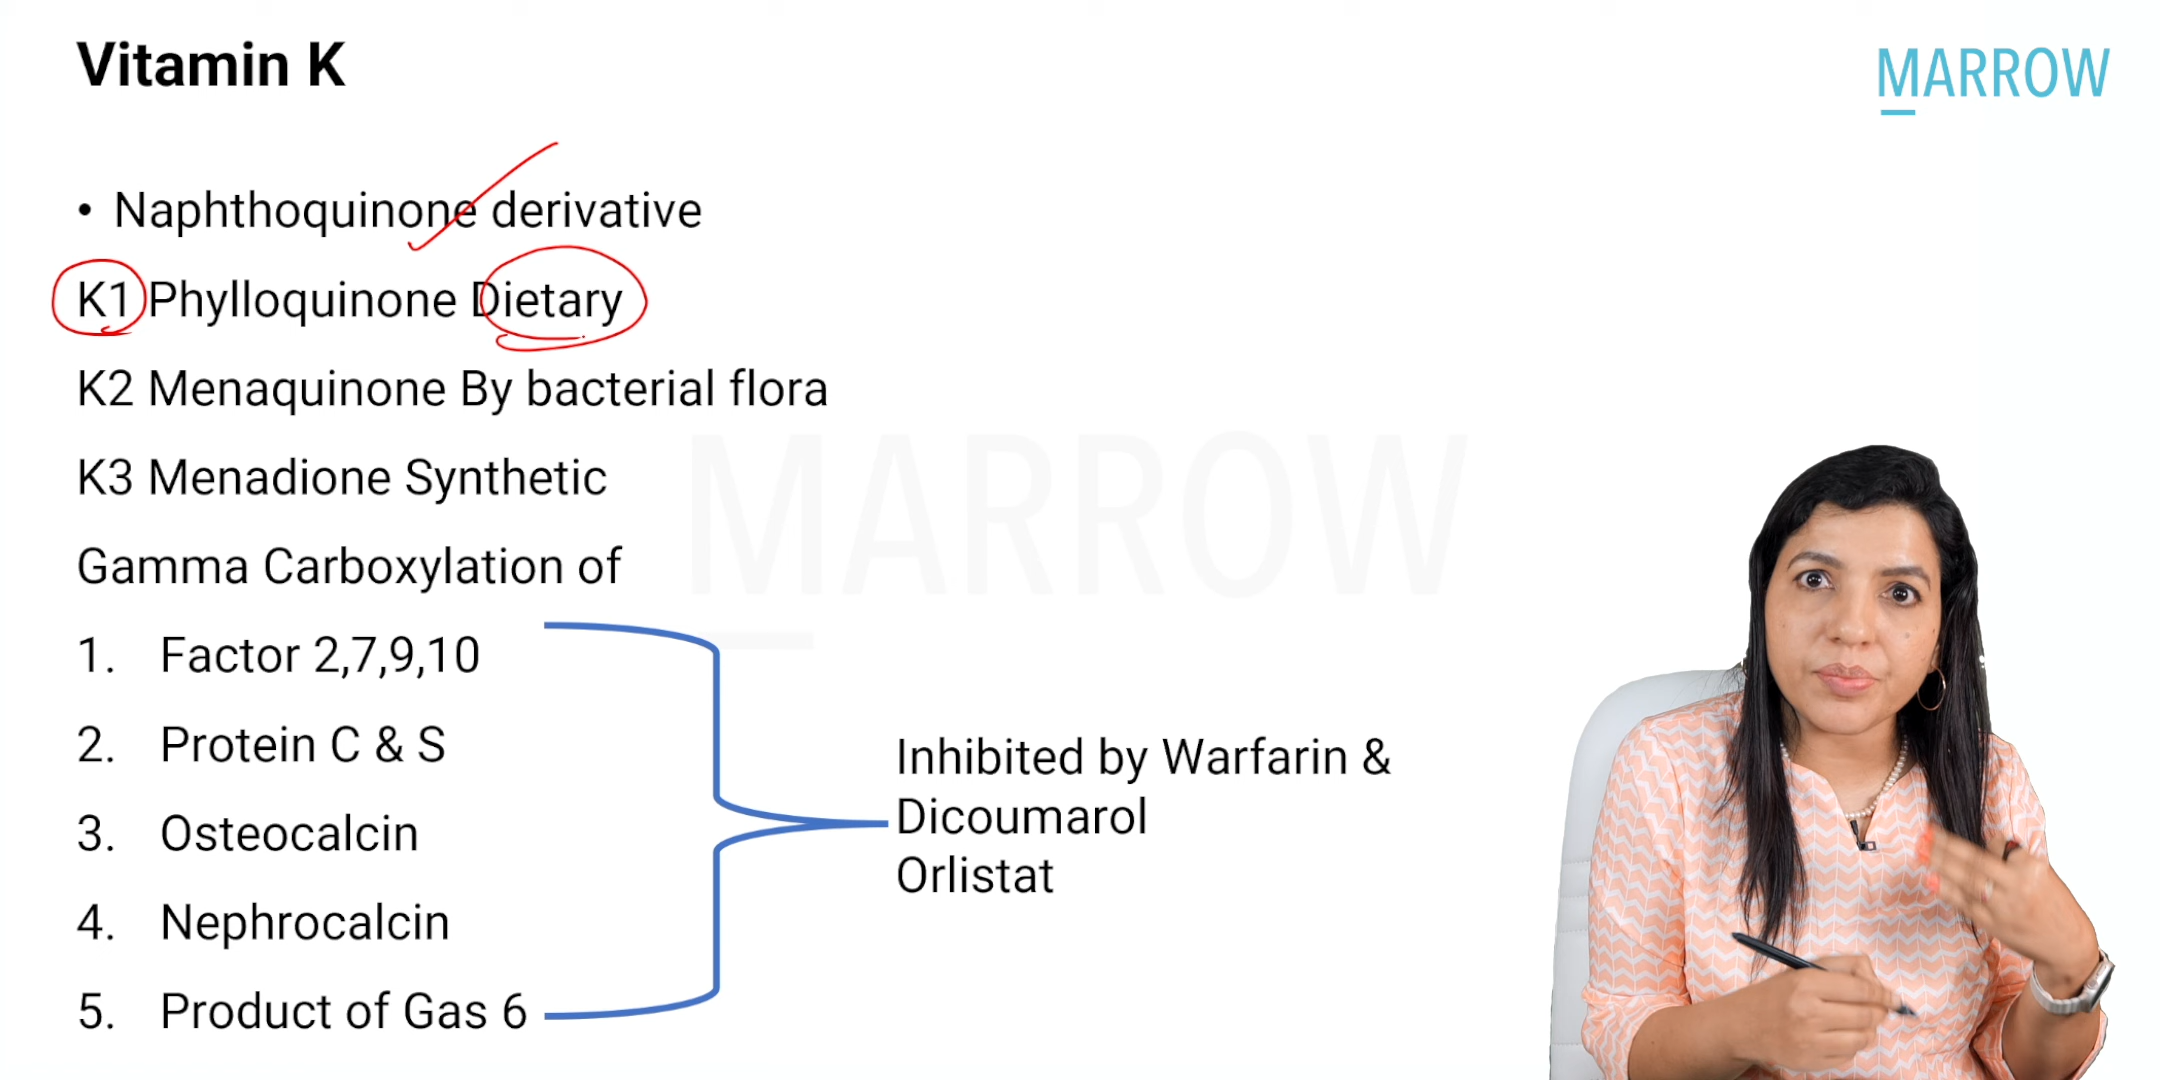 Vitamin K
MARROW
• Naphthoquinone derivative
K1 Phylloquinone Dietary
K2 Menaquinone By bacterial flora
K3 Menadione Synthetic
MARROW
Gamma Carboxylation of
1. Factor 2,7,9,10
2. Protein C & S
3. Osteocalcin
4. Nephrocalcin
5. Product of Gas 6
Inhibited by Warfarin &
Dicoumarol
Orlistat